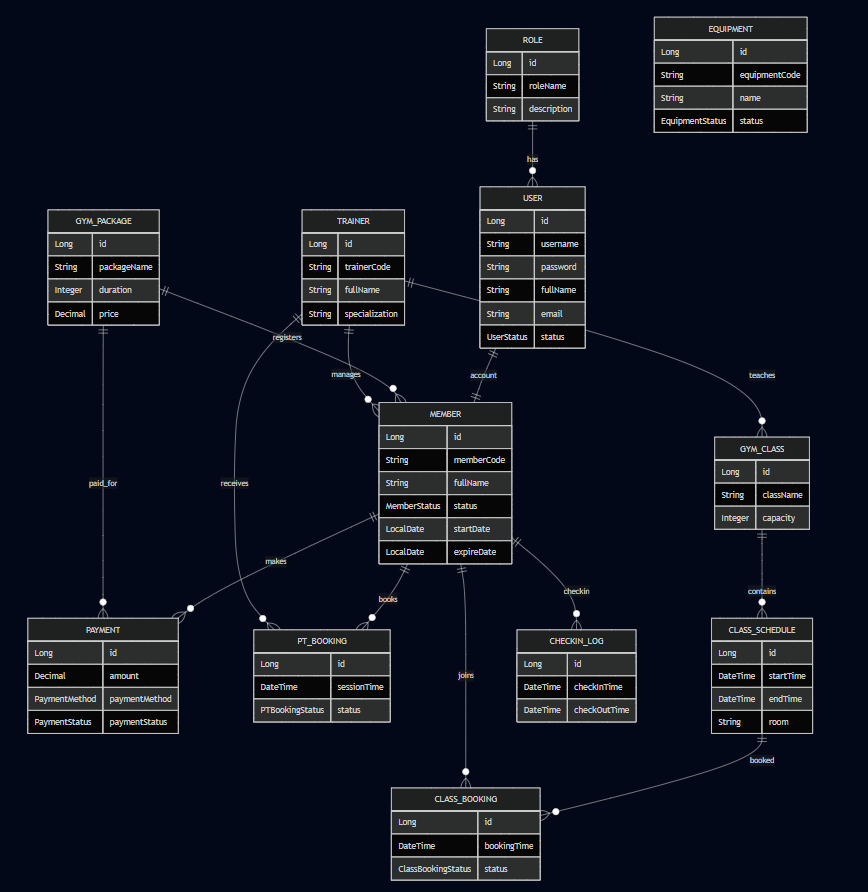 EQUIPMENT
Long id
String equipmentCode
String name
EquipmentStatus status
ROLE
Long id
String roleName
String description
has
USER
Long id
String username
String password
String fullName
String email
UserStatus status
GYM_PACKAGE
Long id
String packageName
Integer duration
Decimal price
TRAINER
Long id
String trainerCode
String fullName
String specialization
registers
manages
account
teaches
MEMBER
Long id
String memberCode
String fullName
MemberStatus status
LocalDate startDate
LocalDate expireDate
GYM_CLASS
Long id
String className
Integer capacity
paid_for
receives
makes
books
checkin
contains
joins
PAYMENT
Long id
Decimal amount
PaymentMethod paymentMethod
PaymentStatus paymentStatus
PT_BOOKING
Long id
DateTime sessionTime
PTBookingStatus status
CHECKIN_LOG
Long id
DateTime checkInTime
DateTime checkOutTime
CLASS_SCHEDULE
Long id
DateTime startTime
DateTime endTime
String room
booked
CLASS_BOOKING
Long id
DateTime bookingTime
ClassBookingStatus status